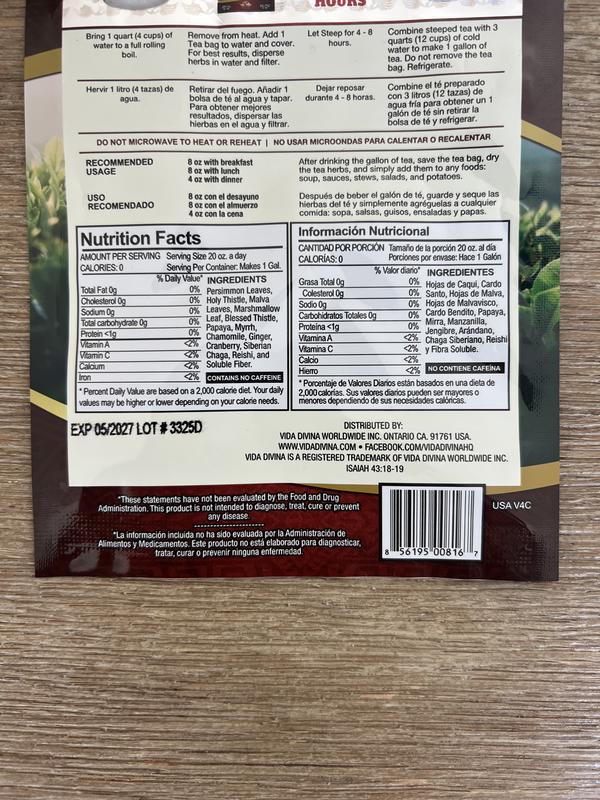 HOURS
Bring 1 quart (4 cups) of
water to a full rolling
boil.
Remove from heat. Add 1
Tea bag to water and cover.
For best results, disperse
herbs in water and filter.
Let Steep for 4 - 8
hours.
Combine steeped tea with 3
quarts (12 cups) of cold
water to make 1 gallon of
tea. Do not remove the tea
bag. Refrigerate.
Hervir 1 litro (4 tazas) de
agua.
Retirar del fuego. Añadir 1
bolsa de té al agua y tapar.
Para obtener mejores
resultados, dispersar las
hierbas en el agua y filtrar.
Dejar reposar
durante 4 - 8 horas.
Combine el té preparado
con 3 litros (12 tazas) de
agua fría para obtener un 1
galón de té sin retirar la
bolsa de té y refrigerar.
DO NOT MICROWAVE TO HEAT OR REHEAT | NO USAR MICROONDAS PARA CALENTAR O RECALENTAR
RECOMMENDED
USAGE
8 oz with breakfast
8 oz with lunch
4 oz with dinner
After drinking the gallon of tea, save the tea bag, dry
the tea herbs, and simply add them to any foods:
soup, sauces, stews, salads, and potatoes.
USO
RECOMENDADO
8 oz con el desayuno
8 oz con el almuerzo
4 oz con la cena
Después de beber el galón de té, guarde y seque las
hierbas del té y simplemente agréguelas a cualquier
comida: sopa, salsas, guisos, ensaladas y papas.
Nutrition Facts
AMOUNT PER SERVING Serving Size 20 oz. a day
CALORIES: 0 Serving Per Container: Makes 1 Gal.
% Daily Value*
Total Fat 0g 0%
Cholesterol 0g 0%
Sodium 0g 0%
Total carbohydrate 0g 0%
Protein <1g 0%
Vitamin A <2%
Vitamin C <2%
Calcium <2%
Iron <2%
INGREDIENTS
Persimmon Leaves,
Holy Thistle, Malva
Leaves, Marshmallow
Leaf, Blessed Thistle,
Papaya, Myrrh,
Chamomile, Ginger,
Cranberry, Siberian
Chaga, Reishi, and
Soluble Fiber.
CONTAINS NO CAFFEINE
* Percent Daily Value are based on a 2,000 calorie diet. Your daily
values may be higher or lower depending on your calorie needs.
Información Nutricional
CANTIDAD POR PORCIÓN Tamaño de la porción 20 oz. al día
CALORÍAS: 0 Porciones por envase: Hace 1 Galón
% Valor diario*
Grasa Total 0g 0%
Colesterol 0g 0%
Sodio 0g 0%
Carbohidratos Totales 0g 0%
Proteína <1g 0%
Vitamina A <2%
Vitamina C <2%
Calcio <2%
Hierro <2%
INGREDIENTES
Hojas de Caqui, Cardo
Santo, Hojas de Malva,
Hojas de Malvavisco,
Cardo Bendito, Papaya,
Mirra, Manzanilla,
Jengibre, Arándano,
Chaga Siberiano, Reishi
y Fibra Soluble.
NO CONTIENE CAFEÍNA
* Porcentaje de Valores Diarios están basados en una dieta de
2,000 calorías. Sus valores diarios pueden ser mayores o
menores dependiendo de sus necesidades calóricas.
EXP 05/2027 LOT # 3325D
DISTRIBUTED BY:
VIDA DIVINA WORLDWIDE INC. ONTARIO CA. 91761 USA.
WWW.VIDADIVINA.COM • FACEBOOK.COM/VIDADIVINAHQ
VIDA DIVINA IS A REGISTERED TRADEMARK OF VIDA DIVINA WORLDWIDE INC.
ISAIAH 43:18-19
*These statements have not been evaluated by the Food and Drug
Administration. This product is not intended to diagnose, treat, cure or prevent
any disease.
*La información incluida no ha sido evaluada por la Administración de
Alimentos y Medicamentos. Este producto no está elaborado para diagnosticar,
tratar, curar o prevenir ninguna enfermedad.
8 56195 00816 7
USA V4C